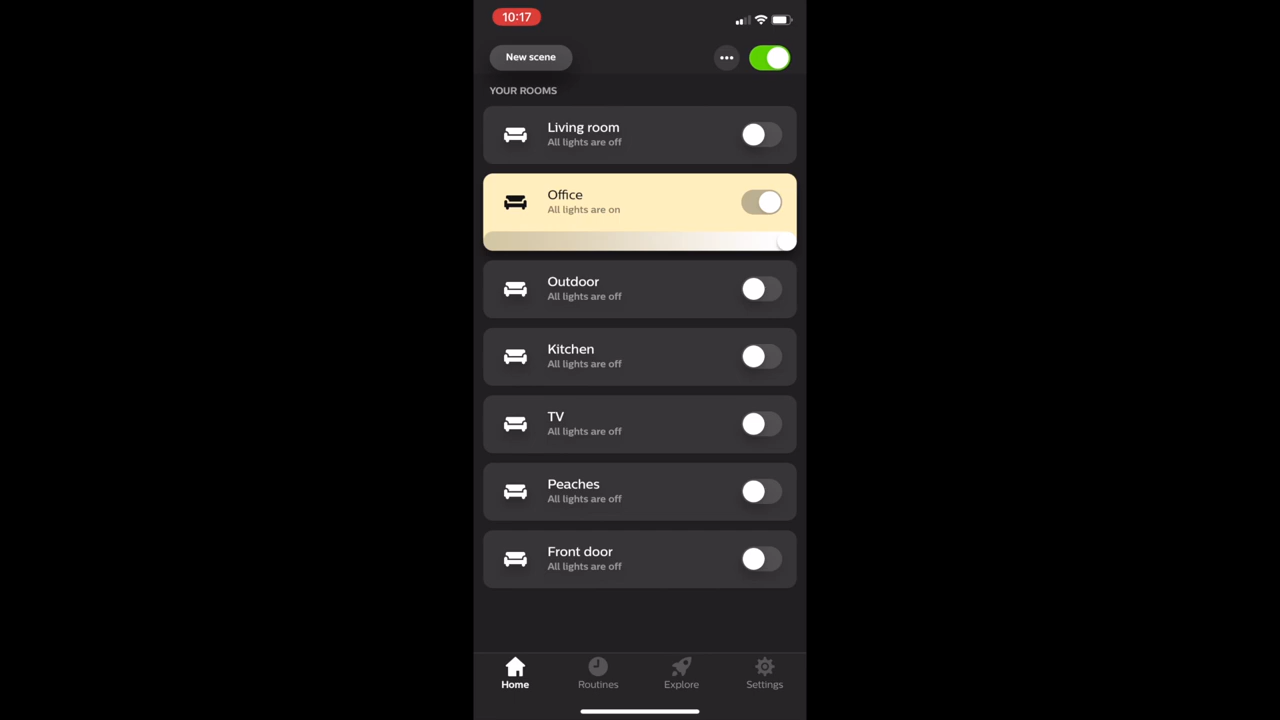 10:17
New scene
YOUR ROOMS
Living room
All lights are off
Office
All lights are on
Outdoor
All lights are off
Kitchen
All lights are off
TV
All lights are off
Peaches
All lights are off
Front door
All lights are off
Home Routines Explore Settings